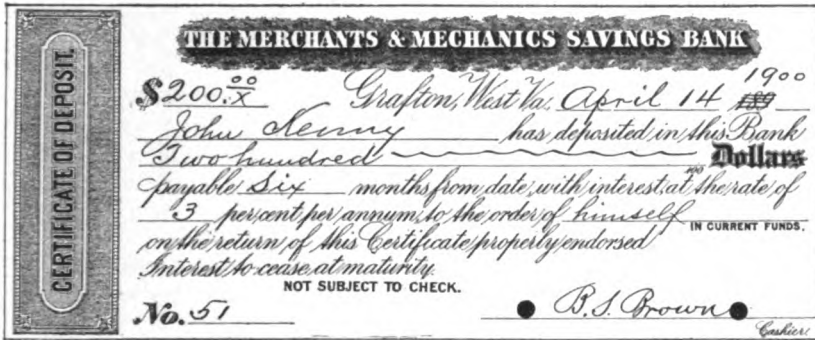 CERTIFICATE OF DEPOSIT.
THE MERCHANTS & MECHANICS SAVINGS BANK
$200.00/X Grafton, West Va. April 14 1900 189
John Kenny has deposited in this Bank
Two hundred Dollars
payable Six months from date, with interest, at the rate of
3 per cent, per annum, to the order of himself IN CURRENT FUNDS.
on the return of this Certificate properly endorsed
Interest to cease at maturity.
NOT SUBJECT TO CHECK.
No. 51 B.S. Brown
Cashier.